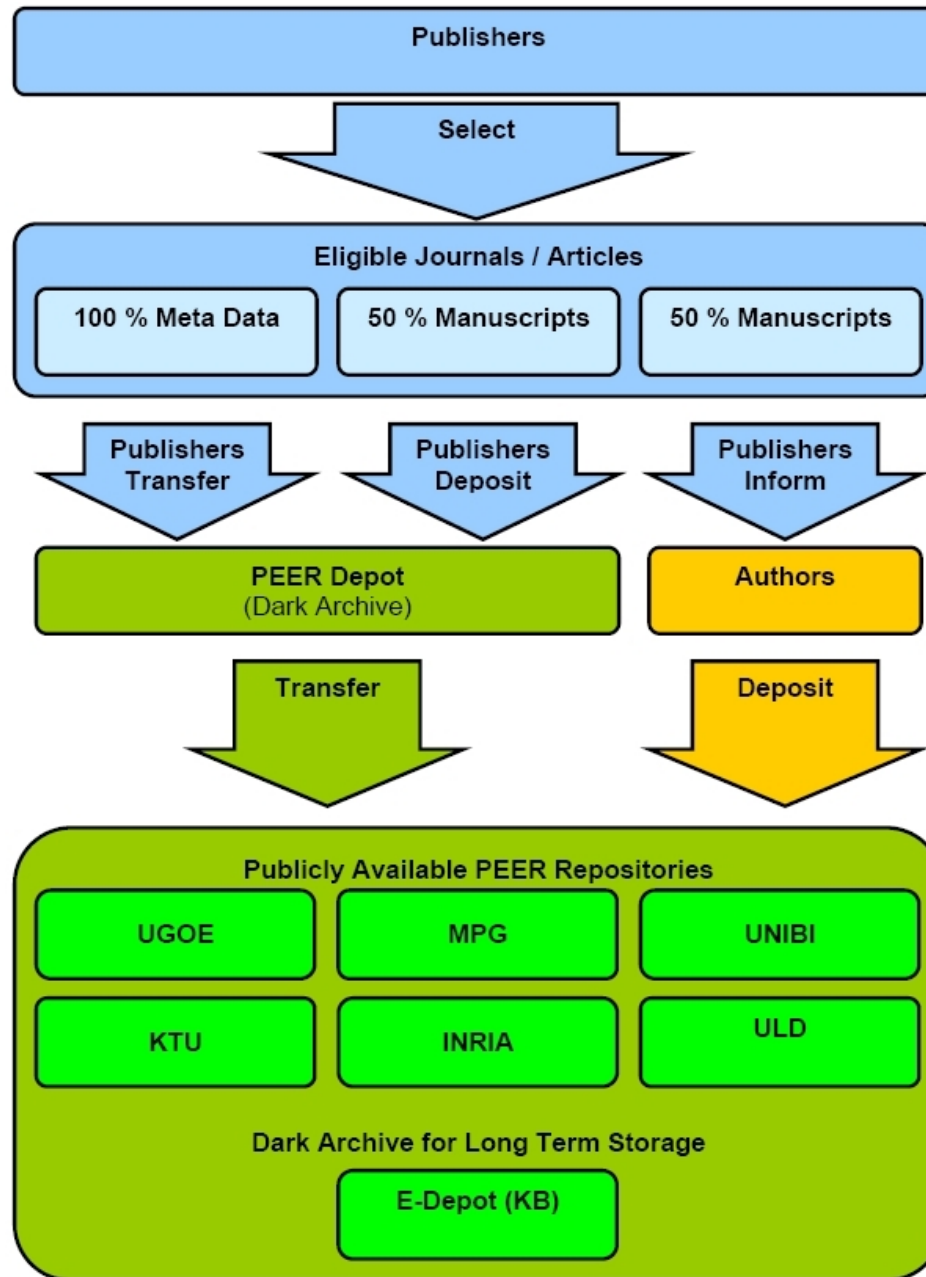 Publishers
Select
Eligible Journals / Articles
100 % Meta Data
50 % Manuscripts
50 % Manuscripts
Publishers
Transfer
Publishers
Deposit
Publishers
Inform
PEER Depot
(Dark Archive)
Authors
Transfer
Deposit
Publicly Available PEER Repositories
UGOE
MPG
UNIBI
KTU
INRIA
ULD
Dark Archive for Long Term Storage
E-Depot (KB)